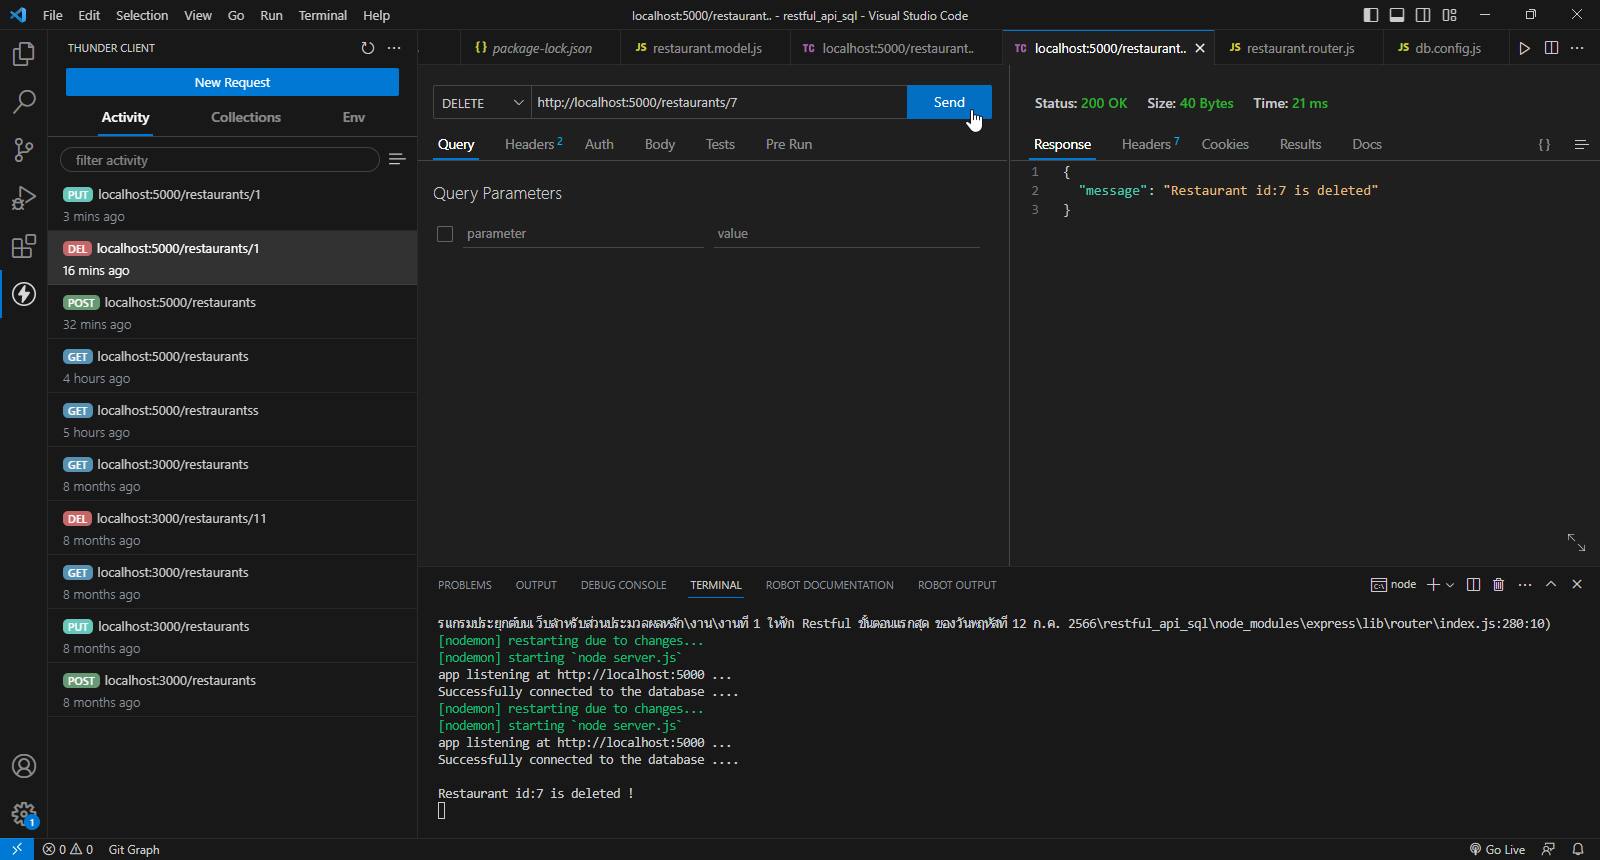 File Edit Selection View Go Run Terminal Help
localhost:5000/restaurant.. - restful_api_sql - Visual Studio Code
THUNDER CLIENT
New Request
Activity Collections Env
filter activity
PUT localhost:5000/restaurants/1
3 mins ago
DEL localhost:5000/restaurants/1
16 mins ago
POST localhost:5000/restaurants
32 mins ago
GET localhost:5000/restaurants
4 hours ago
GET localhost:5000/restraurantss
5 hours ago
GET localhost:3000/restaurants
8 months ago
DEL localhost:3000/restaurants/11
8 months ago
GET localhost:3000/restaurants
8 months ago
PUT localhost:3000/restaurants
8 months ago
POST localhost:3000/restaurants
8 months ago
{} package-lock.json JS restaurant.model.js TC localhost:5000/restaurant.. TC localhost:5000/restaurant.. JS restaurant.router.js JS db.config.js
DELETE http://localhost:5000/restaurants/7 Send
Query Headers 2 Auth Body Tests Pre Run
Query Parameters
parameter value
Status: 200 OK Size: 40 Bytes Time: 21 ms
Response Headers 7 Cookies Results Docs {}
1 {
2 "message": "Restaurant id:7 is deleted"
3 }
PROBLEMS OUTPUT DEBUG CONSOLE TERMINAL ROBOT DOCUMENTATION ROBOT OUTPUT
node
รแกรมประยุกต์บนเว็บสำหรับส่วนประมวลผลหลัก\งาน\งานที่ 1 ให้ทำ Restful ขั้นตอนแรกสุด ของวันพฤหัสที่ 12 ก.ค. 2566\restful_api_sql\node_modules\express\lib\router\index.js:280:10)
[nodemon] restarting due to changes...
[nodemon] starting `node server.js`
app listening at http://localhost:5000 ...
Successfully connected to the database ....
[nodemon] restarting due to changes...
[nodemon] starting `node server.js`
app listening at http://localhost:5000 ...
Successfully connected to the database ....
Restaurant id:7 is deleted !
1
0 0 Git Graph
Go Live